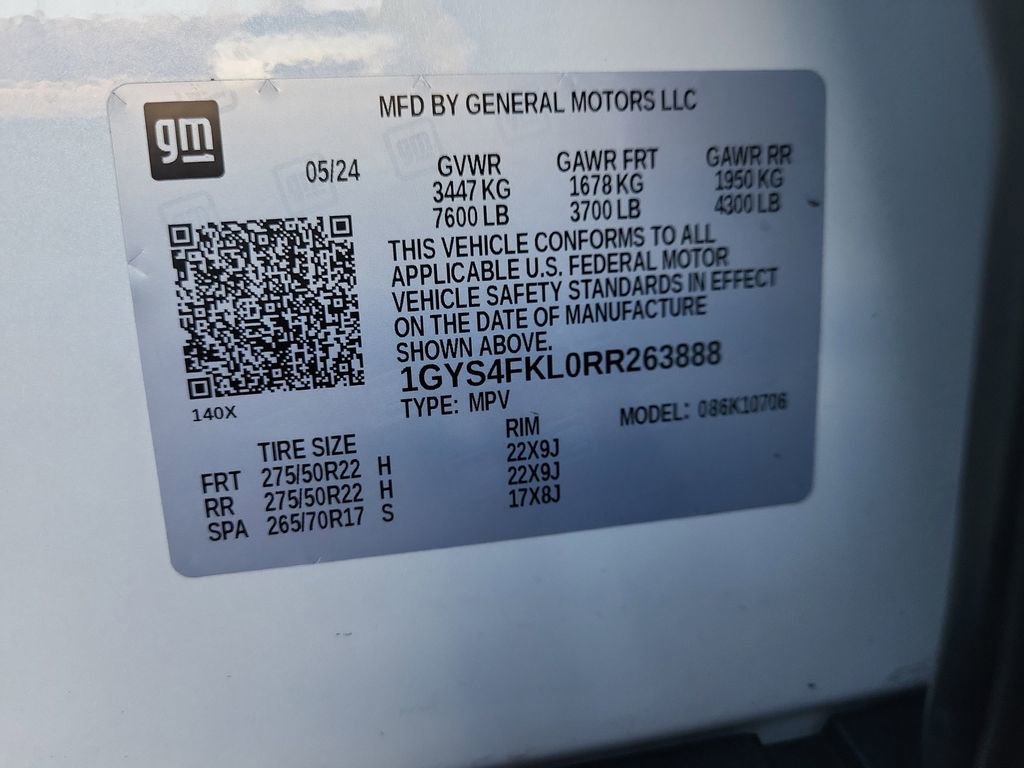 gm
MFD BY GENERAL MOTORS LLC
05/24
GVWR GAWR FRT GAWR RR
3447 KG 1678 KG 1950 KG
7600 LB 3700 LB 4300 LB
THIS VEHICLE CONFORMS TO ALL
APPLICABLE U.S. FEDERAL MOTOR
VEHICLE SAFETY STANDARDS IN EFFECT
ON THE DATE OF MANUFACTURE
SHOWN ABOVE.
1GYS4FKL0RR263888
140X
TYPE: MPV MODEL: 086K10706
TIRE SIZE RIM
FRT 275/50R22 H 22X9J
RR 275/50R22 H 22X9J
SPA 265/70R17 S 17X8J